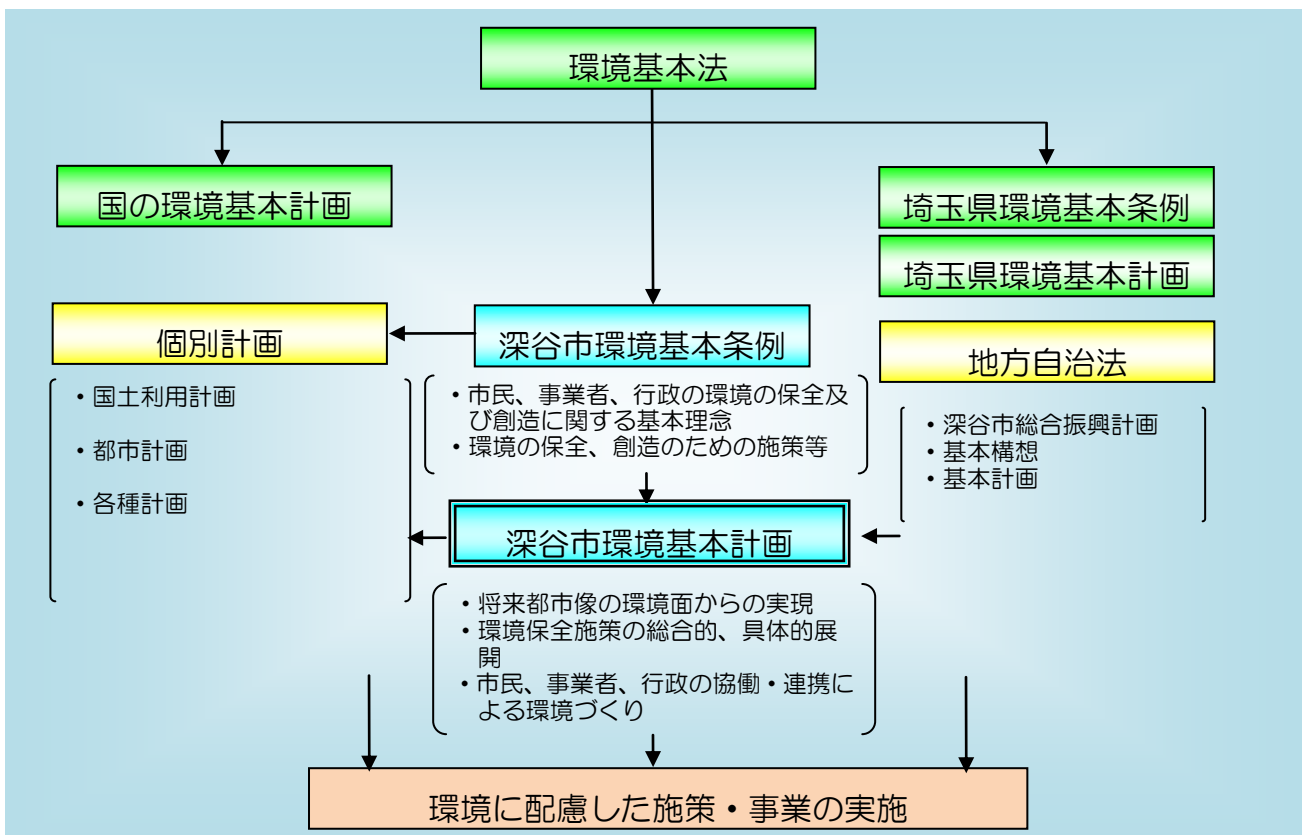 環境基本法
国の環境基本計画
埼玉県環境基本条例
埼玉県環境基本計画
個別計画
・国土利用計画
・都市計画
・各種計画
深谷市環境基本条例
・市民、事業者、行政の環境の保全及
び創造に関する基本理念
・環境の保全、創造のための施策等
地方自治法
・深谷市総合振興計画
・基本構想
・基本計画
深谷市環境基本計画
・将来都市像の環境面からの実現
・環境保全施策の総合的、具体的展
開
・市民、事業者、行政の協働・連携に
よる環境づくり
環境に配慮した施策・事業の実施